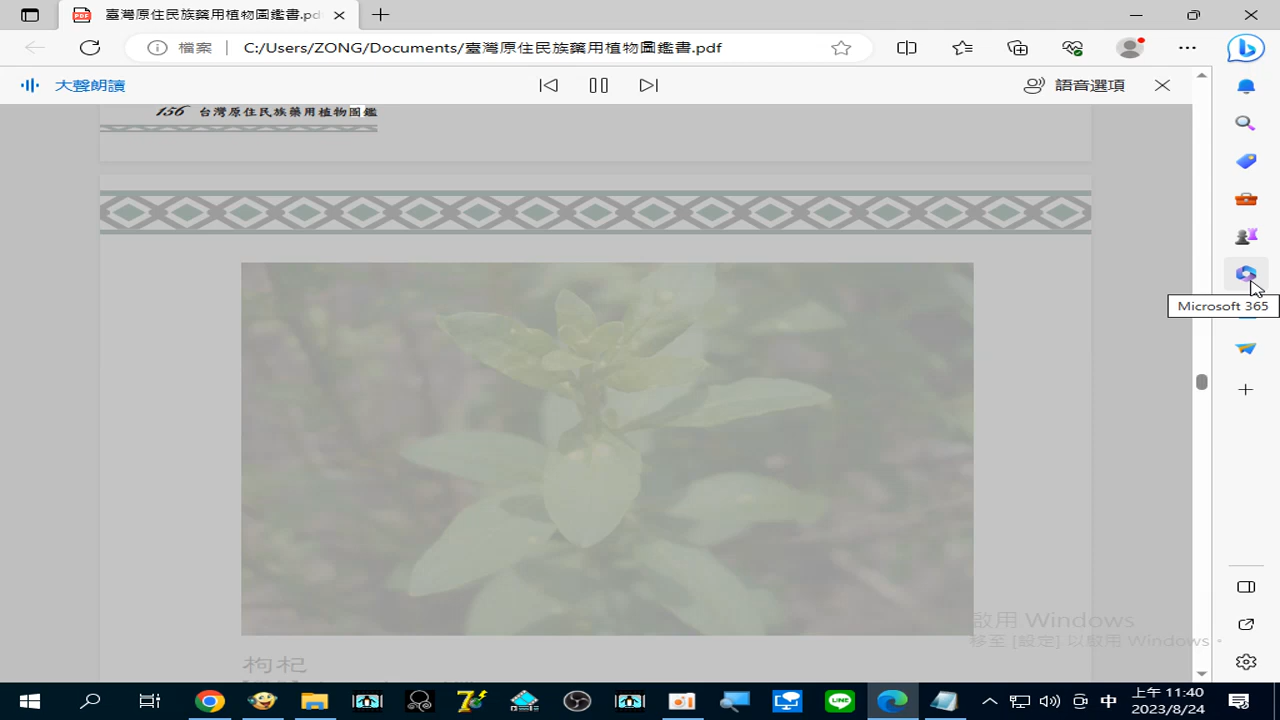 臺灣原住民族藥用植物圖鑑書.pd
檔案
C:/Users/ZONG/Documents/臺灣原住民族藥用植物圖鑑書.pdf
大聲朗讀
語音選項
156 台灣原住民族藥用植物圖鑑
Microsoft 365
啟用 Windows
移至 [設定] 以啟用 Windows。
枸杞
中
上午 11:40
2023/8/24
LINE